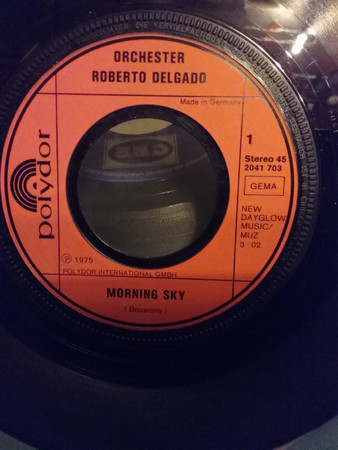 ORCHESTER
ROBERTO DELGADO
Made in Germany
polydor
1
Stereo 45
2041 703
GEMA
NEW
DAYGLOW
MUSIC/
MUZ
3:02
Ⓟ 1975
POLYDOR INTERNATIONAL GMBH
MORNING SKY
(Bouwens)